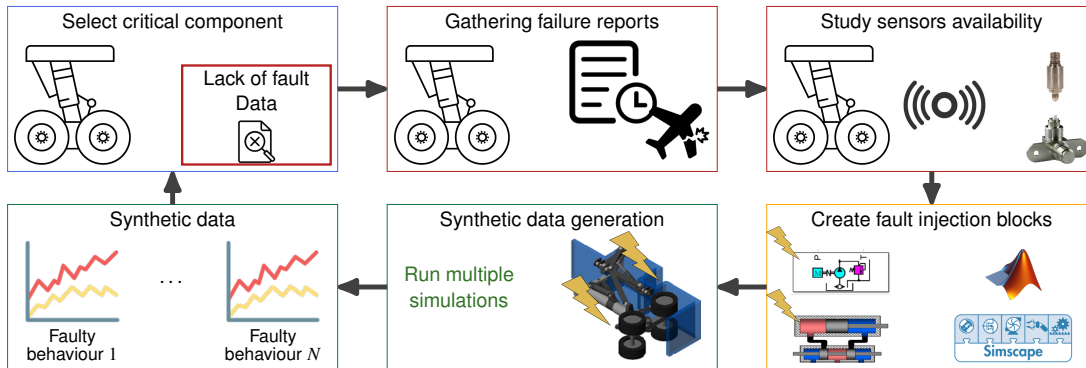 Select critical component
Lack of fault
Data
Gathering failure reports
Study sensors availability
Synthetic data
...
Faulty
behaviour 1
Faulty
behaviour N
Synthetic data generation
Run multiple
simulations
Create fault injection blocks
P
T
M
Simscape